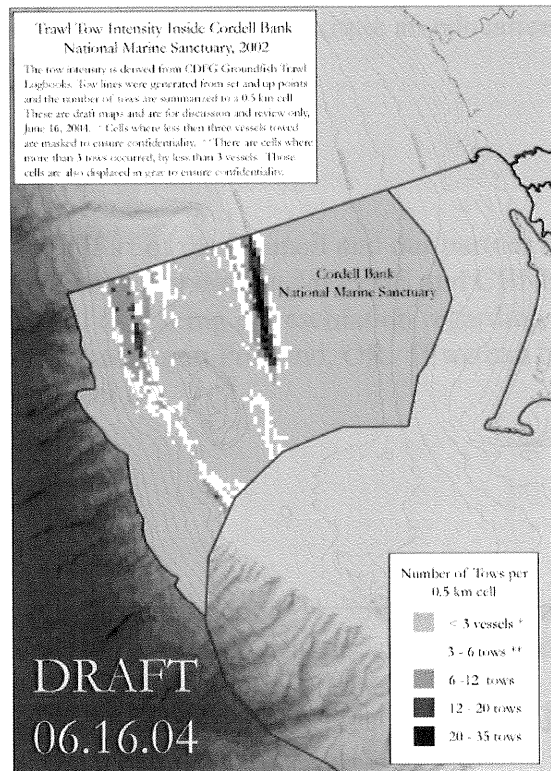 Trawl Tow Intensity Inside Cordell Bank
National Marine Sanctuary, 2002
The tow intensity is derived from CDFG Groundfish Trawl
Logbooks. Tow lines were generated from set and up points
and the number of tows are summarized to a 0.5 km cell
These are draft maps and are for discussion and review only,
June 16, 2004. * Cells where less then three vessels towed
are masked to ensure confidentiality. **There are cells where
more than 3 tows occurred, by less than 3 vessels. Those
cells are also displaced in gray to ensure confidentiality.
Cordell Bank
National Marine Sanctuary
Number of Tows per
0.5 km cell
< 3 vessels *
3 - 6 tows **
6 -12 tows
12 - 20 tows
20 - 35 tows
DRAFT
06.16.04